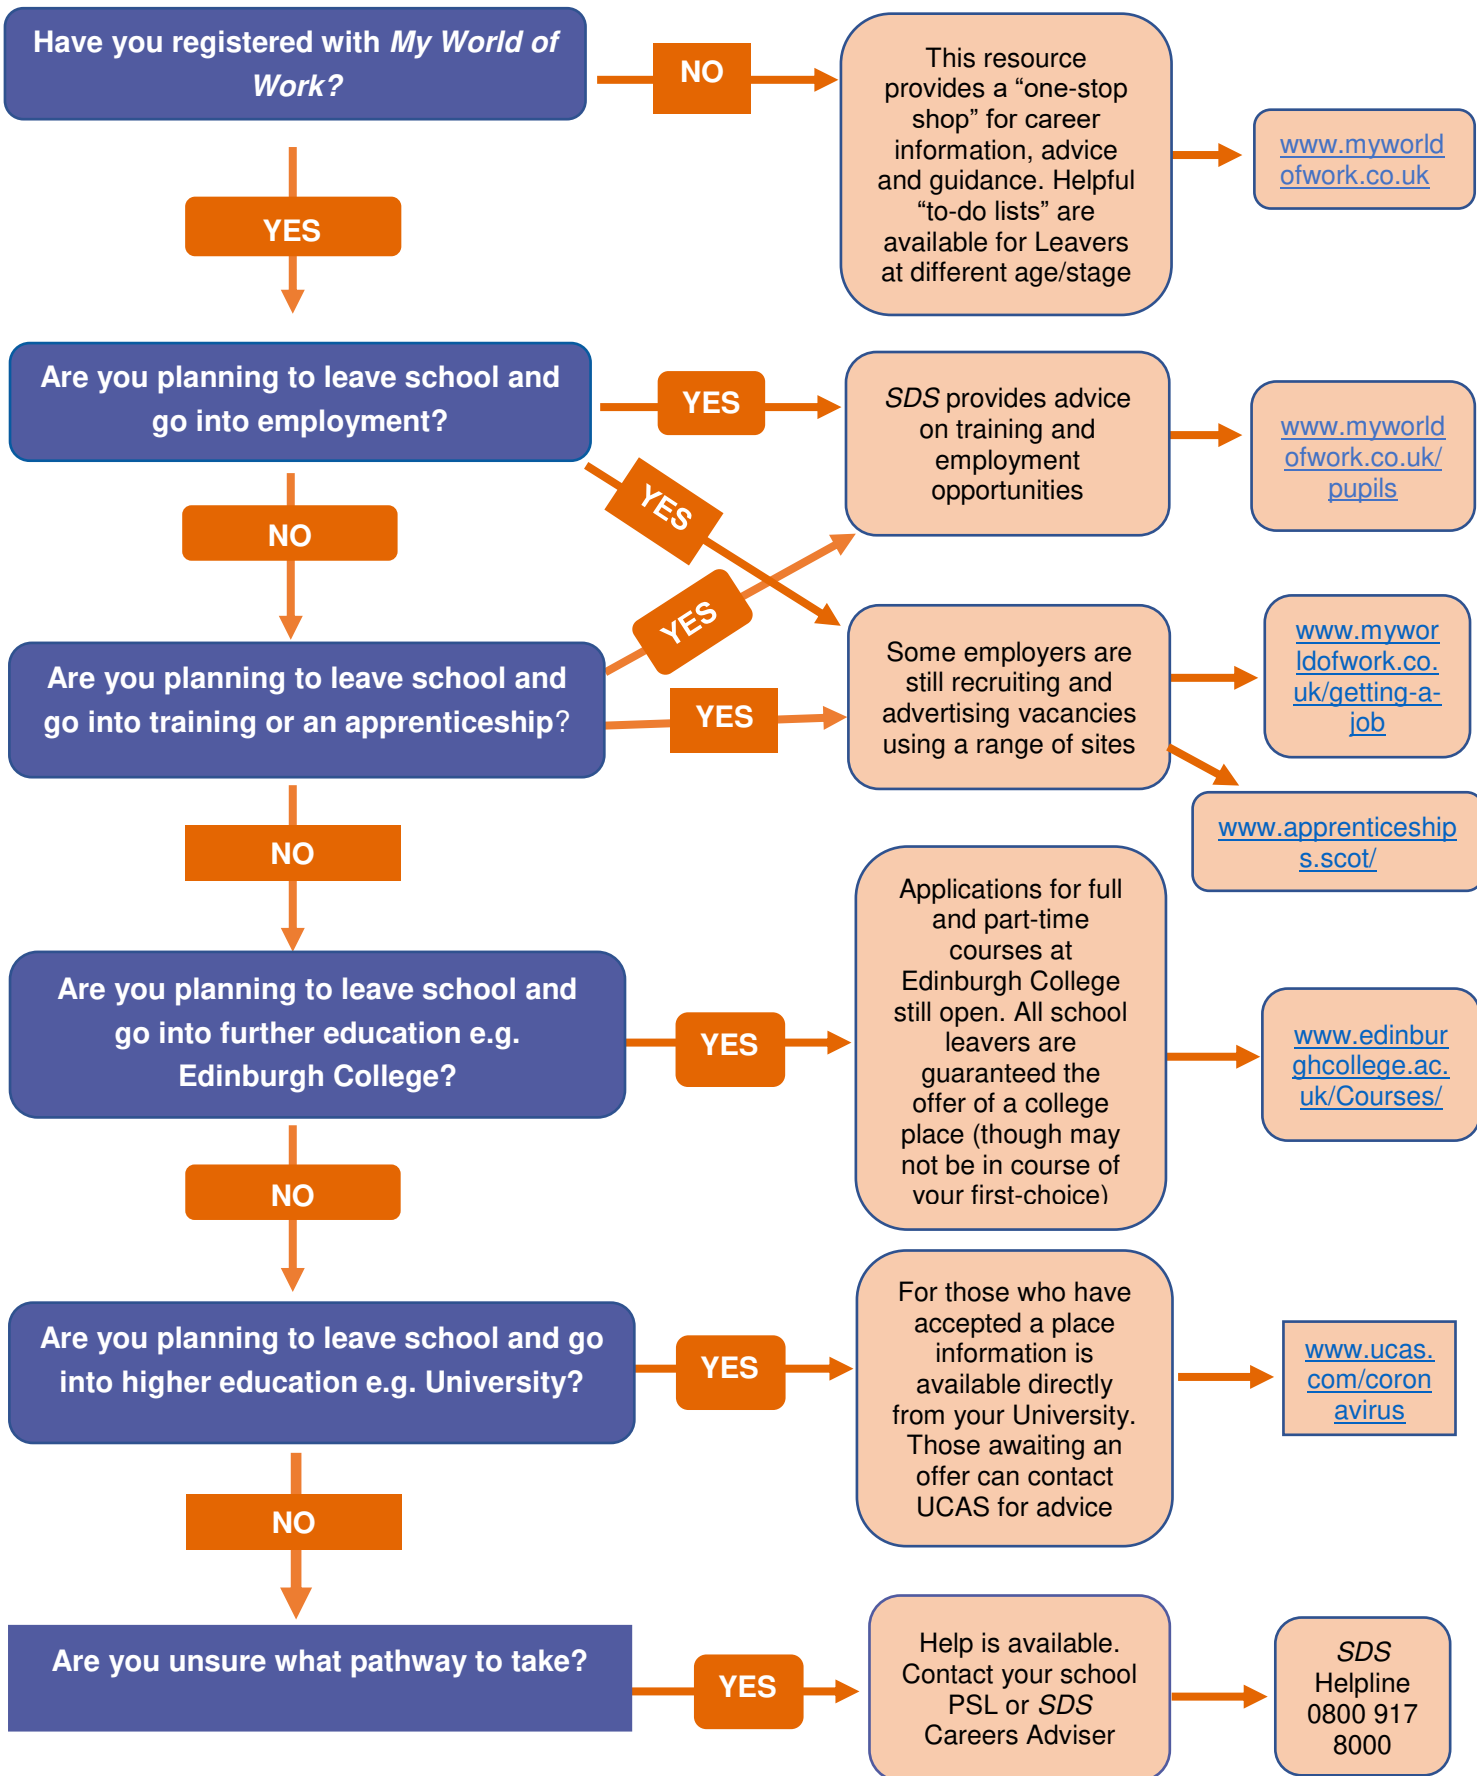 Have you registered with My World of
Work?
NO
This resource
provides a “one-stop
shop” for career
information, advice
and guidance. Helpful
“to-do lists” are
available for Leavers
at different age/stage
www.myworld
ofwork.co.uk
YES
Are you planning to leave school and
go into employment?
YES
SDS provides advice
on training and
employment
opportunities
www.myworld
ofwork.co.uk/
pupils
YES
NO
YES
Are you planning to leave school and
go into training or an apprenticeship?
YES
Some employers are
still recruiting and
advertising vacancies
using a range of sites
www.mywor
ldofwork.co.
uk/getting-a-
job
www.apprenticeship
s.scot/
NO
Are you planning to leave school and
go into further education e.g.
Edinburgh College?
YES
Applications for full
and part-time
courses at
Edinburgh College
still open. All school
leavers are
guaranteed the
offer of a college
place (though may
not be in course of
your first-choice)
www.edinbur
ghcollege.ac.
uk/Courses/
NO
Are you planning to leave school and go
into higher education e.g. University?
YES
For those who have
accepted a place
information is
available directly
from your University.
Those awaiting an
offer can contact
UCAS for advice
www.ucas.
com/coron
avirus
NO
Are you unsure what pathway to take?
YES
Help is available.
Contact your school
PSL or SDS
Careers Adviser
SDS
Helpline
0800 917
8000